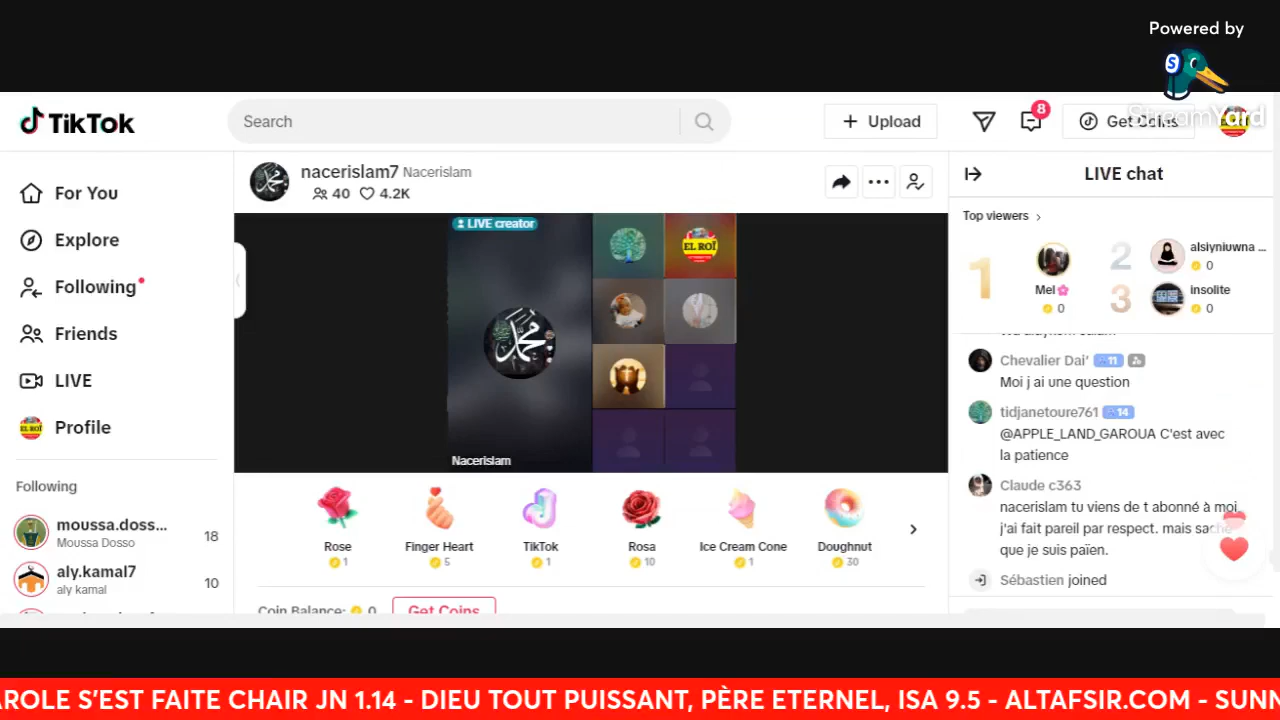 Powered by
StreamYard
TikTok
Search
Upload
8
Get Coins
EL ROÏ
For You
Explore
Following
Friends
LIVE
Profile
Following
moussa.doss...
Moussa Dosso
18
aly.kamal7
aly kamal
10
nacerislam7 Nacerislam
40 4.2K
LIVE creator
EL ROÏ
محمد
Nacerislam
Rose
1
Finger Heart
5
TikTok
1
Rosa
10
Ice Cream Cone
1
Doughnut
30
Coin Balance: 0
Get Coins
LIVE chat
Top viewers
1
Mel
0
2
alsiyniuwna ...
0
3
insolite
0
Chevalier Dai' 11
Moi j ai une question
tidjanetoure761 14
@APPLE_LAND_GAROUA C'est avec
la patience
Claude c363
nacerislam tu viens de t abonné à moi
j'ai fait pareil par respect. mais sache
que je suis païen.
Sébastien joined
AROLE S'EST FAITE CHAIR JN 1.14 - DIEU TOUT PUISSANT, PÈRE ETERNEL, ISA 9.5 - ALTAFSIR.COM - SUNN